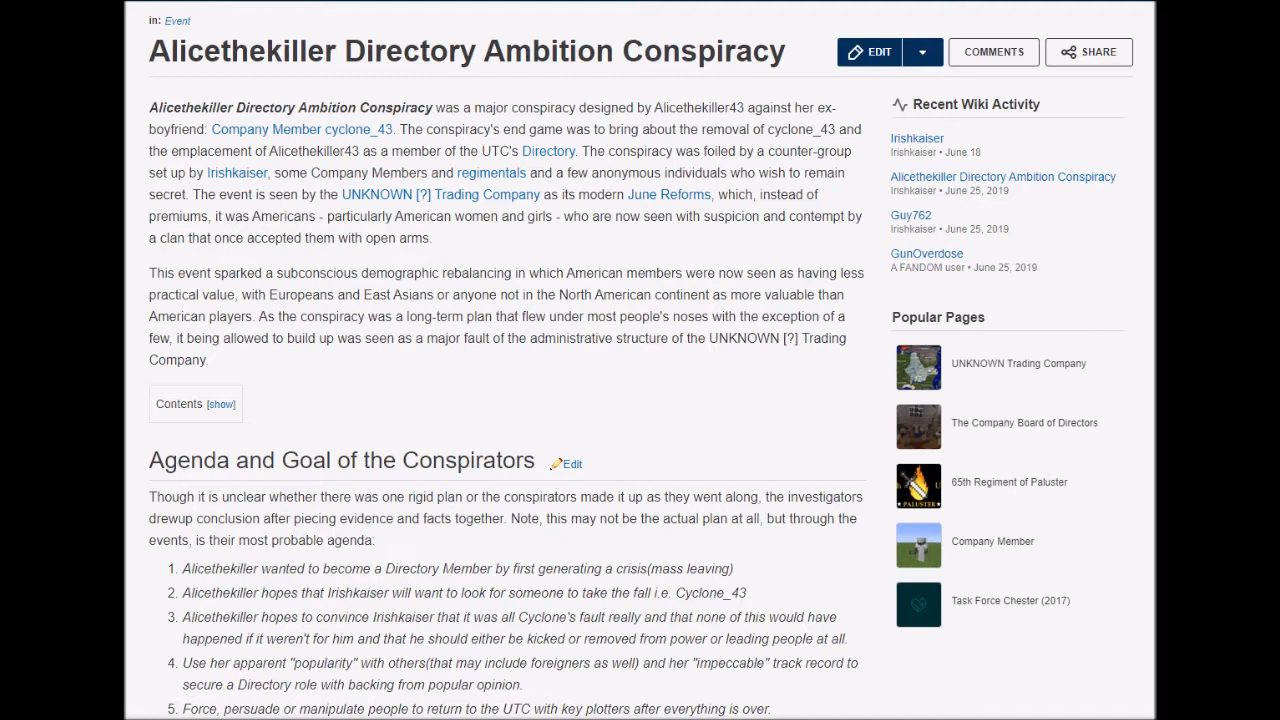 in: Event
Alicethekiller Directory Ambition Conspiracy
EDIT
COMMENTS
SHARE
Alicethekiller Directory Ambition Conspiracy was a major conspiracy designed by Alicethekiller43 against her ex-
boyfriend: Company Member cyclone_43. The conspiracy's end game was to bring about the removal of cyclone_43 and
the emplacement of Alicethekiller43 as a member of the UTC's Directory. The conspiracy was foiled by a counter-group
set up by Irishkaiser, some Company Members and regimentals and a few anonymous individuals who wish to remain
secret. The event is seen by the UNKNOWN [?] Trading Company as its modern June Reforms, which, instead of
premiums, it was Americans - particularly American women and girls - who are now seen with suspicion and contempt by
a clan that once accepted them with open arms.
This event sparked a subconscious demographic rebalancing in which American members were now seen as having less
practical value, with Europeans and East Asians or anyone not in the North American continent as more valuable than
American players. As the conspiracy was a long-term plan that flew under most people's noses with the exception of a
few, it being allowed to build up was seen as a major fault of the administrative structure of the UNKNOWN [?] Trading
Company.
Contents [show]
Agenda and Goal of the Conspirators
Edit
Though it is unclear whether there was one rigid plan or the conspirators made it up as they went along, the investigators
drewup conclusion after piecing evidence and facts together. Note, this may not be the actual plan at all, but through the
events, is their most probable agenda:
1. Alicethekiller wanted to become a Directory Member by first generating a crisis(mass leaving)
2. Alicethekiller hopes that Irishkaiser will want to look for someone to take the fall i.e. Cyclone_43
3. Alicethekiller hopes to convince Irishkaiser that it was all Cyclone's fault really and that none of this would have
happened if it weren't for him and that he should either be kicked or removed from power or leading people at all.
4. Use her apparent "popularity" with others(that may include foreigners as well) and her "impeccable" track record to
secure a Directory role with backing from popular opinion.
5. Force, persuade or manipulate people to return to the UTC with key plotters after everything is over.
Recent Wiki Activity
Irishkaiser
Irishkaiser • June 18
Alicethekiller Directory Ambition Conspiracy
Irishkaiser • June 25, 2019
Guy762
Irishkaiser • June 25, 2019
GunOverdose
A FANDOM user • June 25, 2019
Popular Pages
UNKNOWN Trading Company
The Company Board of Directors
65th Regiment of Paluster
PALUSTER
Company Member
Task Force Chester (2017)